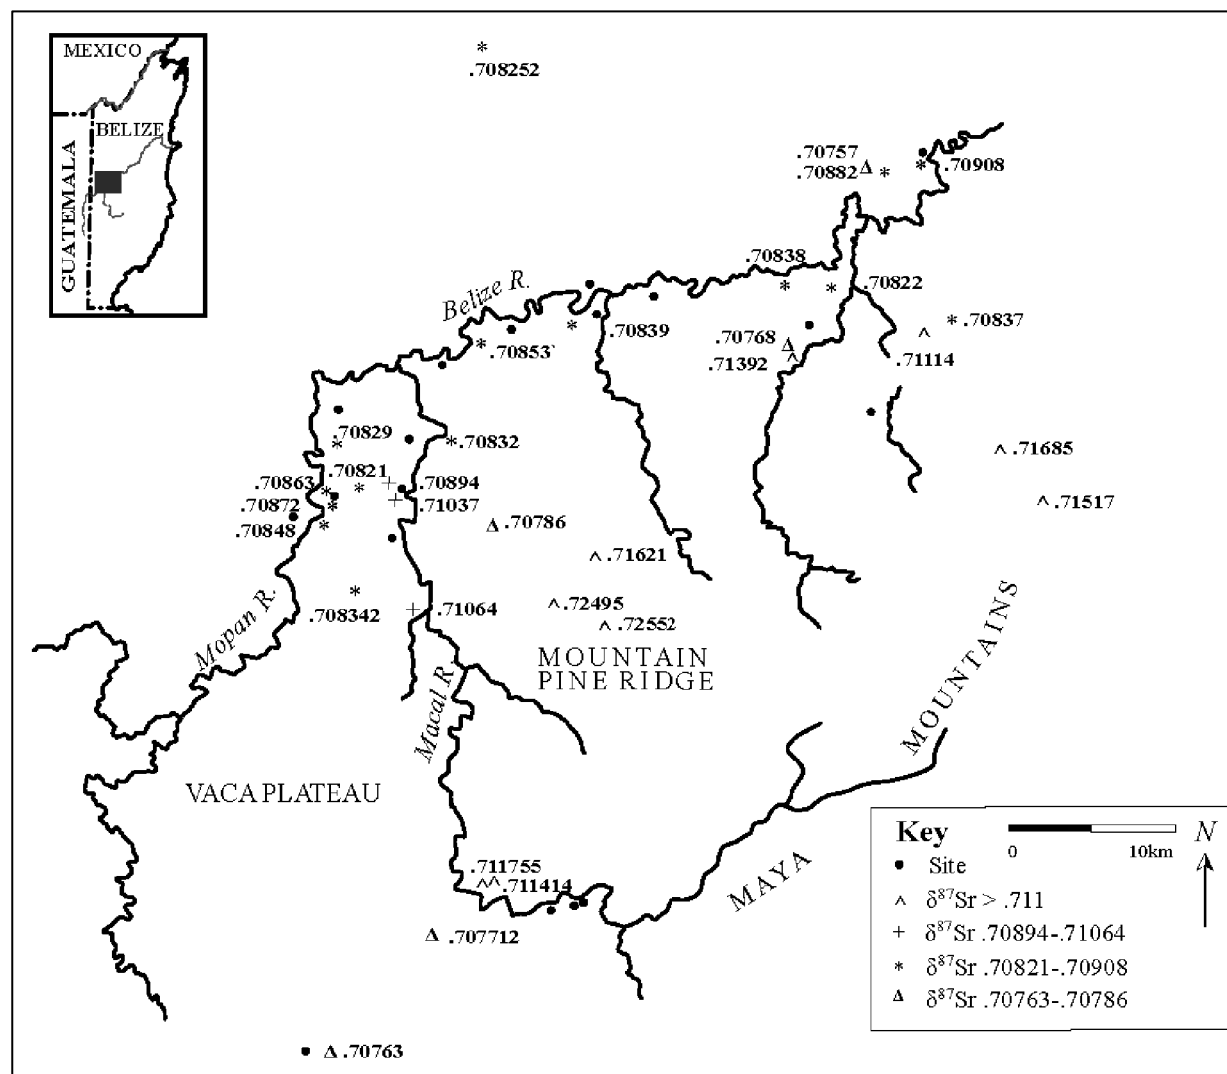 MEXICO
BELIZE
GUATEMALA
* .708252
.70757
.70882 Δ *
* .70908
.70838
* *
.70822
Belize R.
* .70839
* .70853`
.70768 Δ
.71392 ^
* .70837
^ .71114
.70829 *
* .70832
^ .71685
.70821 *
.70863 *
+ .70894
.70872 *
+ .71037
^ .71517
.70848 *
Δ .70786
^ .71621
* .708342
+ .71064
^ .72495
^ .72552
Mopan R.
MOUNTAIN
PINE RIDGE
Macal R.
MAYA MOUNTAINS
VACA PLATEAU
.711755
^ ^ .711414
Δ .707712
Δ .70763
Key
0 10km
N
• Site
^ δ⁸⁷Sr > .711
+ δ⁸⁷Sr .70894-.71064
* δ⁸⁷Sr .70821-.70908
Δ δ⁸⁷Sr .70763-.70786